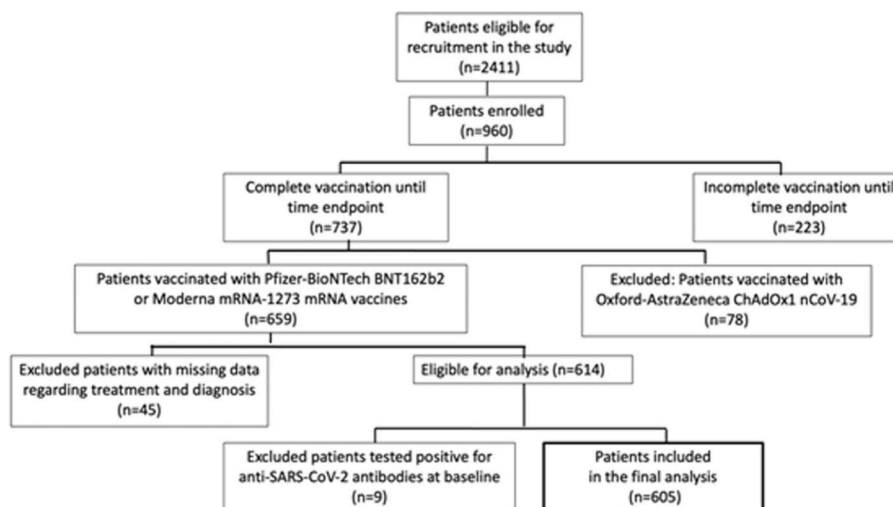 Patients eligible for
recruitment in the study
(n=2411)
Patients enrolled
(n=960)
Complete vaccination until
time endpoint
(n=737)
Incomplete vaccination until
time endpoint
(n=223)
Patients vaccinated with Pfizer-BioNTech BNT162b2
or Moderna mRNA-1273 mRNA vaccines
(n=659)
Excluded: Patients vaccinated with
Oxford-AstraZeneca ChAdOx1 nCoV-19
(n=78)
Excluded patients with missing data
regarding treatment and diagnosis
(n=45)
Eligible for analysis (n=614)
Excluded patients tested positive for
anti-SARS-CoV-2 antibodies at baseline
(n=9)
Patients included
in the final analysis
(n=605)